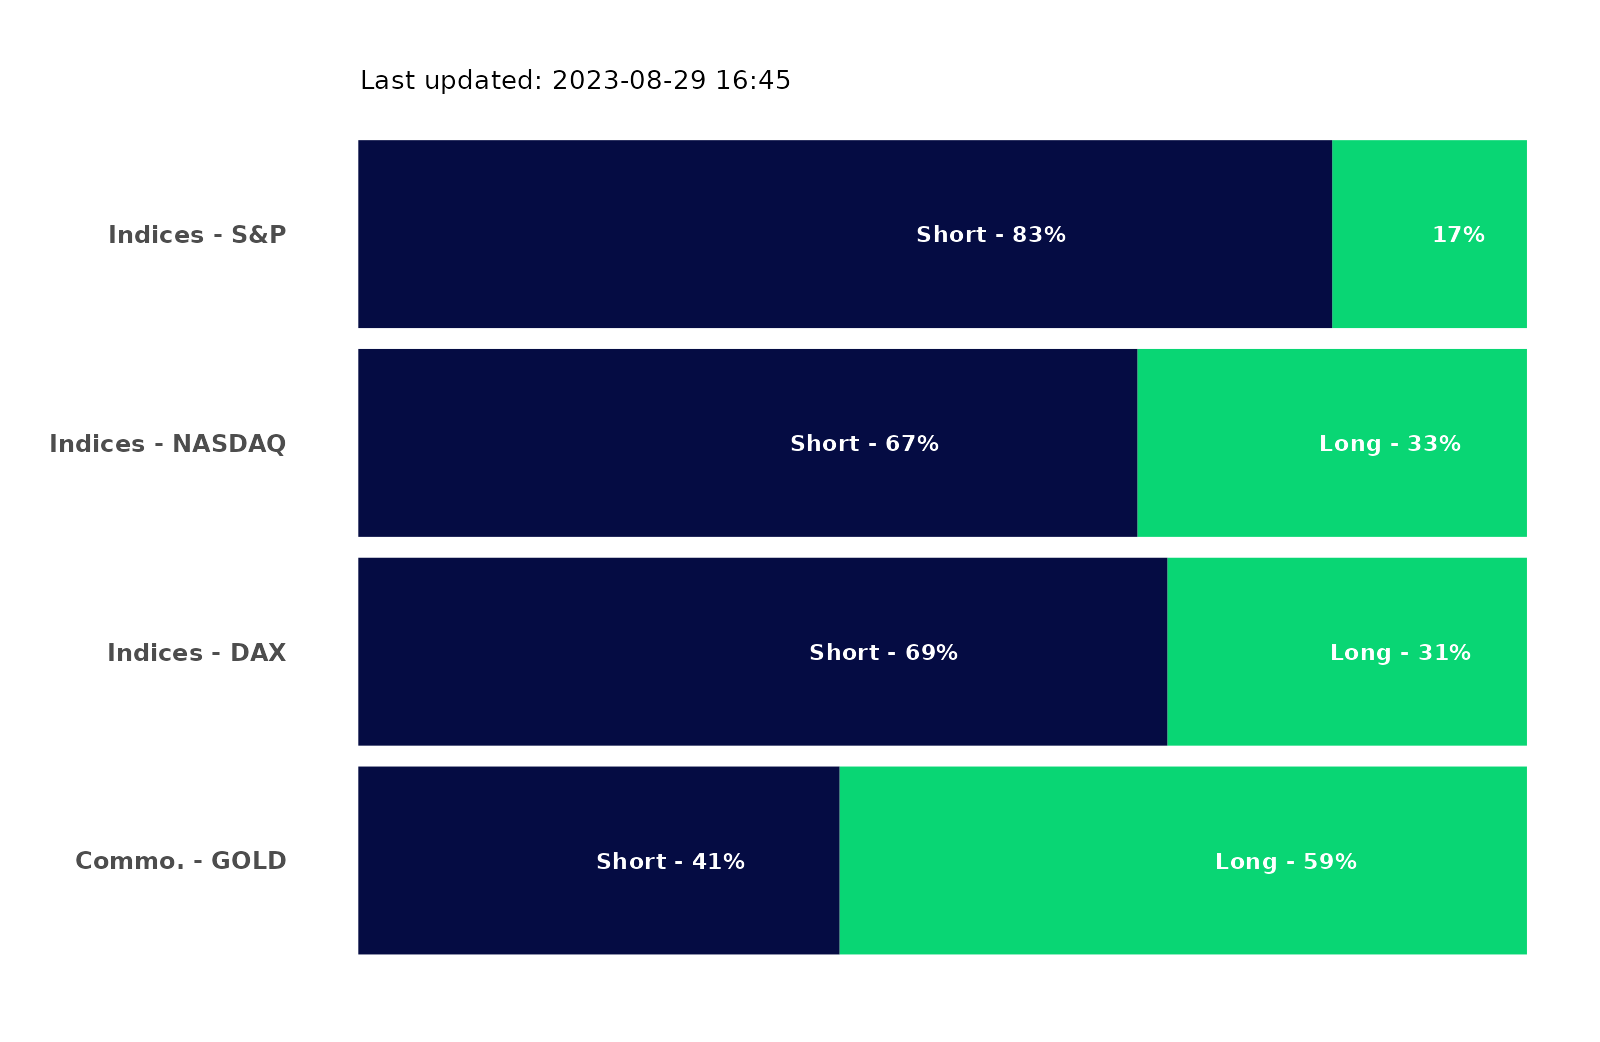 Last updated: 2023-08-29 16:45
Indices - S&P
Short - 83%
17%
Indices - NASDAQ
Short - 67%
Long - 33%
Indices - DAX
Short - 69%
Long - 31%
Commo. - GOLD
Short - 41%
Long - 59%